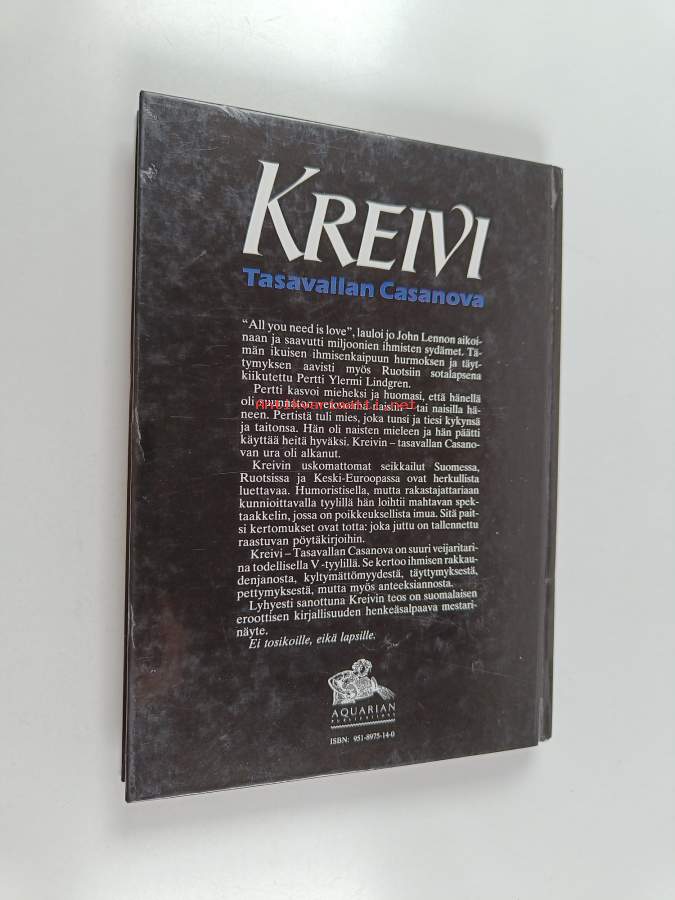 KREIVI
Tasavallan Casanova
"All you need is love", lauloi jo John Lennon aikoi-
naan ja saavutti miljoonien ihmisten sydämet. Tä-
män ikuisen ihmisenkaipuun hurmoksen ja täyt-
tymyksen aavisti myös Ruotsiin sotalapsena
kiikutettu Pertti Ylermi Lindgren.
Pertti kasvoi mieheksi ja huomasi, että hänellä
oli vetovoima naisiin – tai naisilla hä-
Antikvariaatti.net
neen. Pertistä tuli mies, joka tunsi ja tiesi kykynsä
ja taitonsa. Hän oli naisten mieleen ja hän päätti
käyttää heitä hyväksi. Kreivin – tasavallan Casano-
van ura oli alkanut.
Kreivin uskomattomat seikkailut Suomessa,
Ruotsissa ja Keski-Euroopassa ovat herkullista
luettavaa. Humoristisella, mutta rakastajattariaan
kunnioittavalla tyylillä hän loihtii mahtavan spek-
taakkelin, jossa on poikkeuksellista imua. Sitä pait-
si kertomukset ovat totta: joka juttu on tallennettu
raastuvan pöytäkirjoihin.
Kreivi – Tasavallan Casanova on suuri veijaritari-
na todellisella V-tyylillä. Se kertoo ihmisen rakkau-
denjanosta, kyltymättömyydestä, täyttymyksestä,
pettymyksestä, mutta myös anteeksiannosta.
Lyhyesti sanottuna Kreivin teos on suomalaisen
eroottisen kirjallisuuden henkeäsalpaava mestari-
näyte.
Ei tosikoille, eikä lapsille.
AQUARIAN
PUBLICATIONS
ISBN: 951-8975-14-0